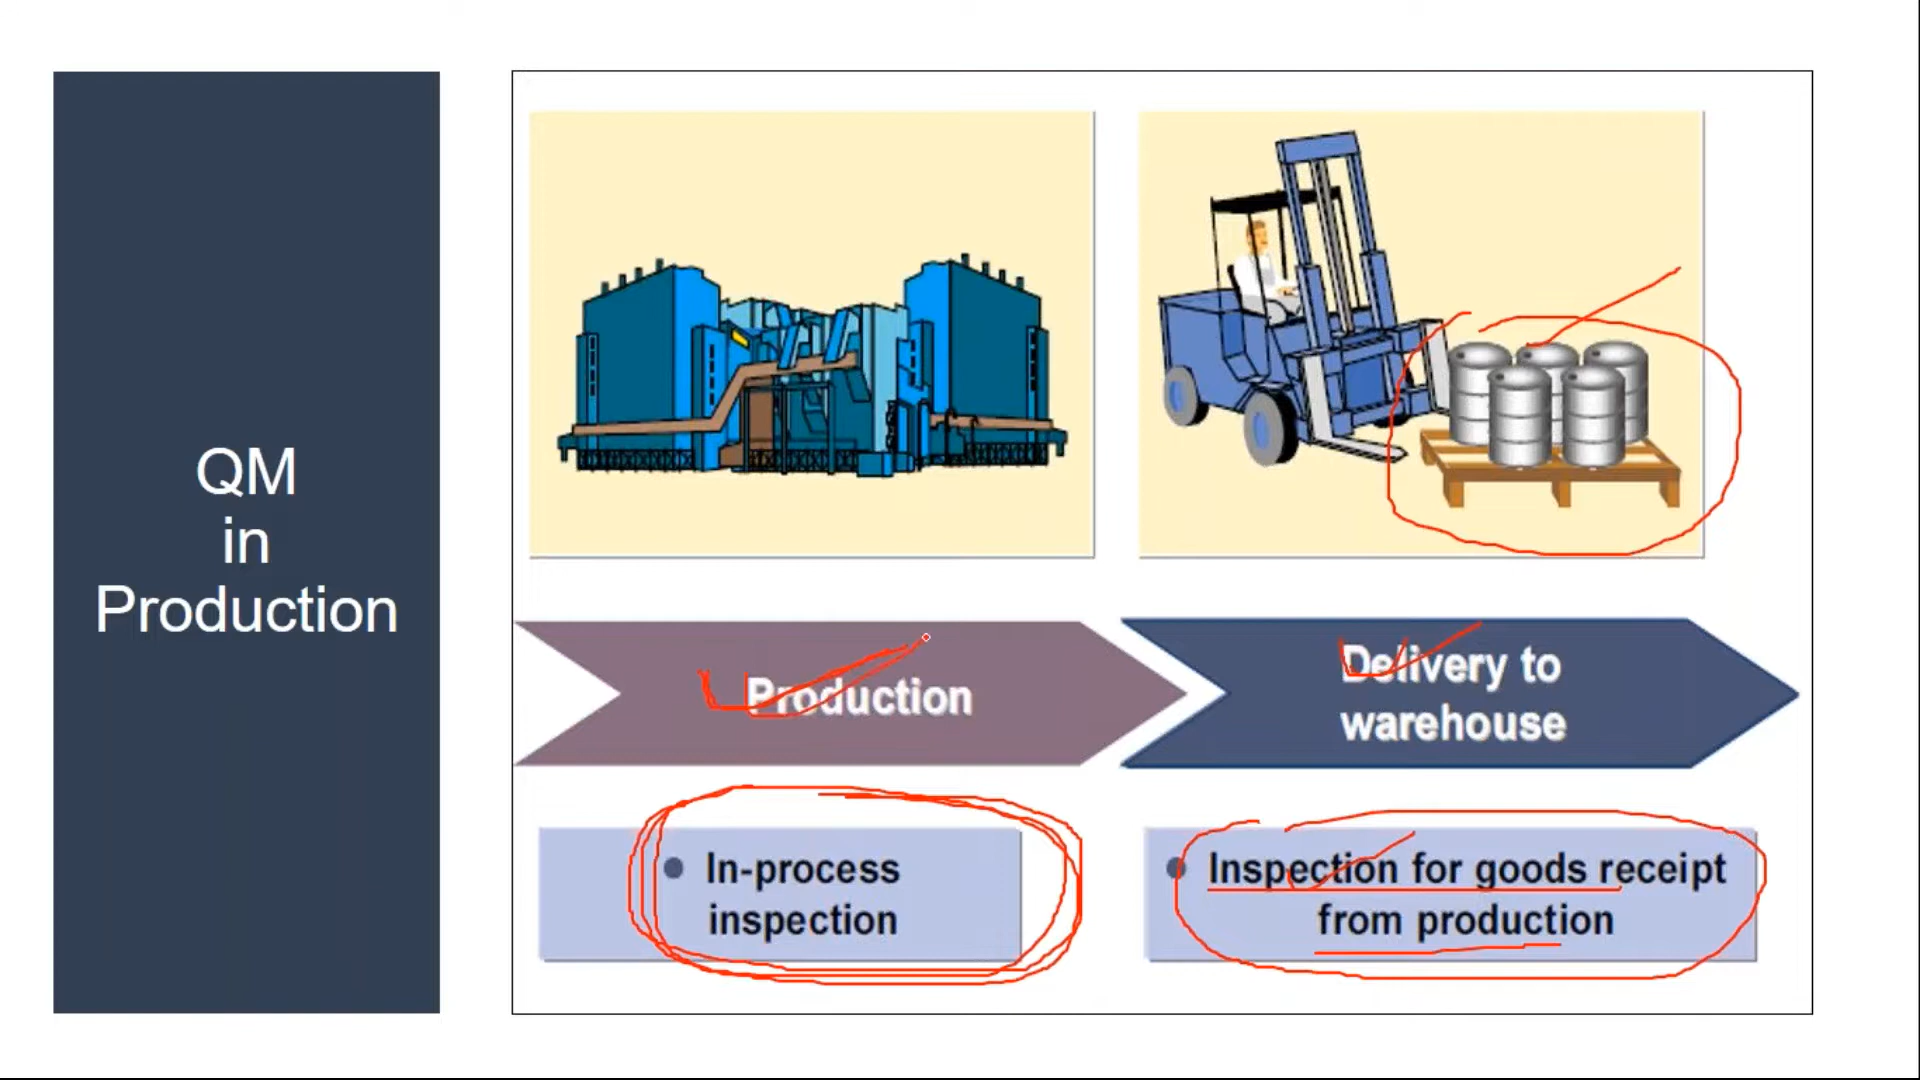 QM
in
Production
Production
Delivery to
warehouse
• In-process
inspection
• Inspection for goods receipt
from production